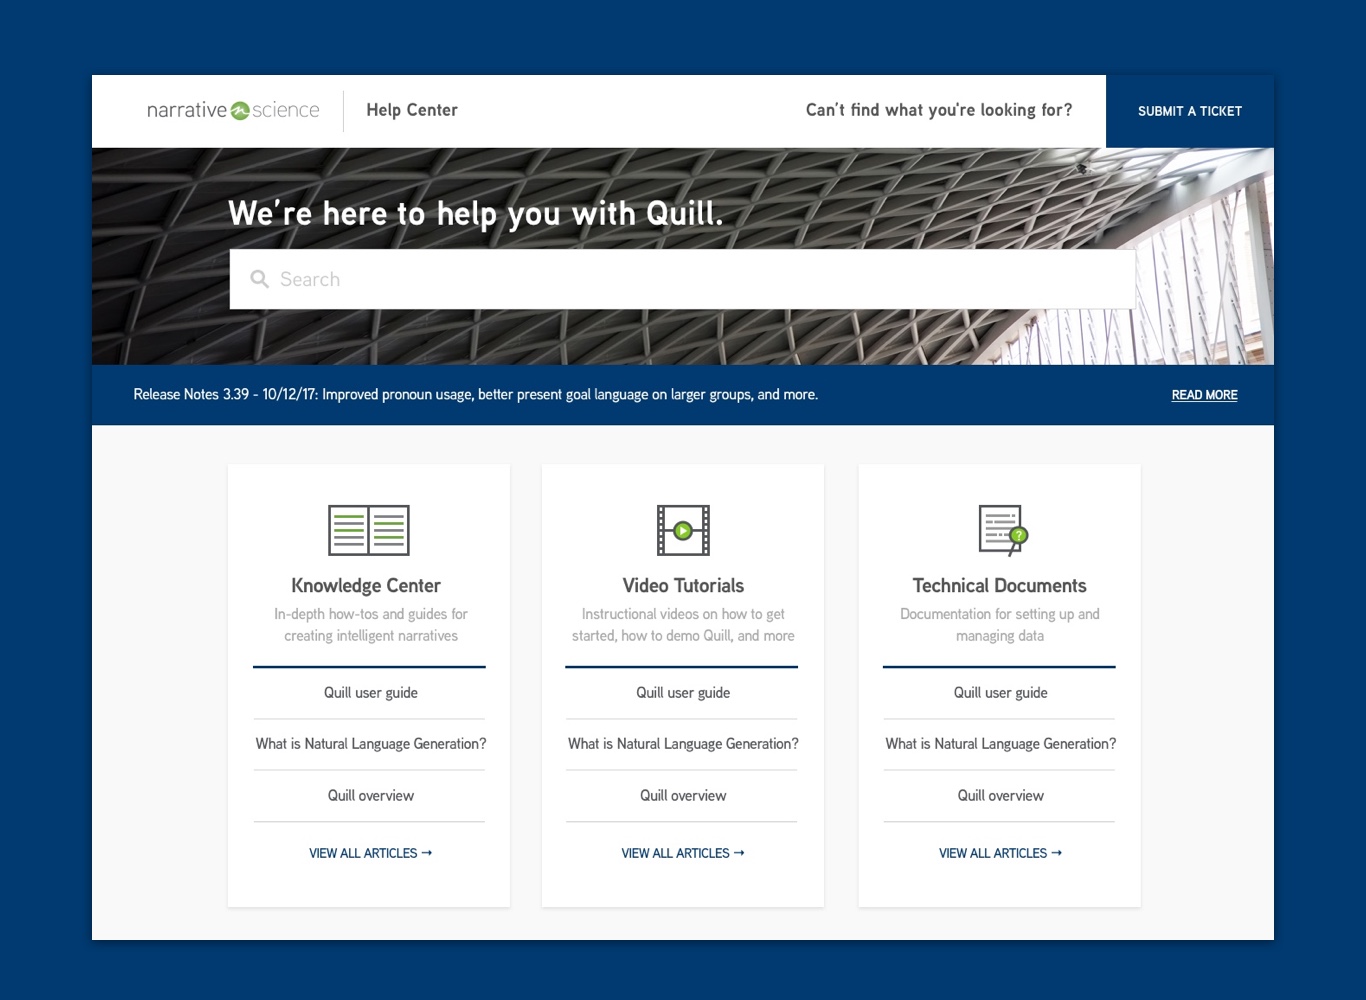 narrative science
Help Center
Can't find what you're looking for?
SUBMIT A TICKET
We're here to help you with Quill.
Search
Release Notes 3.39 - 10/12/17: Improved pronoun usage, better present goal language on larger groups, and more.
READ MORE
Knowledge Center
In-depth how-tos and guides for
creating intelligent narratives
Quill user guide
What is Natural Language Generation?
Quill overview
VIEW ALL ARTICLES →
Video Tutorials
Instructional videos on how to get
started, how to demo Quill, and more
Quill user guide
What is Natural Language Generation?
Quill overview
VIEW ALL ARTICLES →
?
Technical Documents
Documentation for setting up and
managing data
Quill user guide
What is Natural Language Generation?
Quill overview
VIEW ALL ARTICLES →